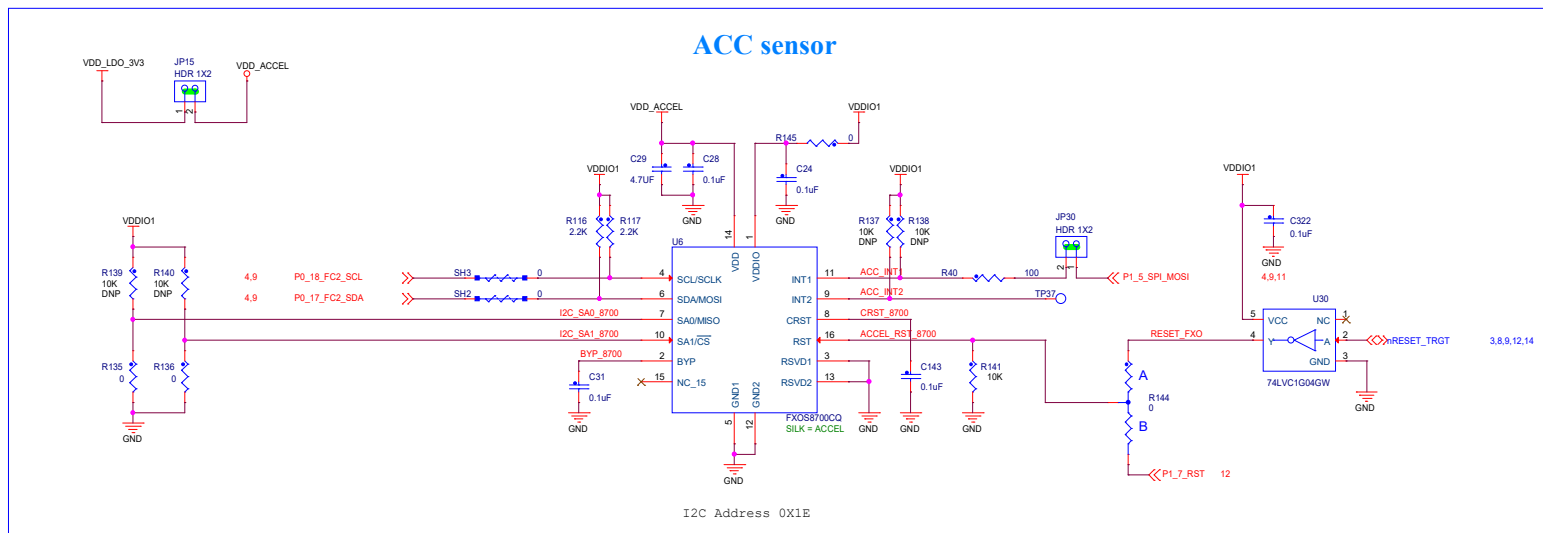 ACC sensor
VDD_LDO_3V3
JP15
HDR 1X2
VDD_ACCEL
1
2
VDD_ACCEL
VDDIO1
R145
0
C29
4.7UF
C28
0.1uF
C24
0.1uF
GND
GND
VDDIO1
R116
2.2K
R117
2.2K
VDDIO1
R137
10K
DNP
R138
10K
DNP
JP30
HDR 1X2
2
1
VDDIO1
C322
0.1uF
GND
VDDIO1
R139
10K
DNP
R140
10K
DNP
4,9
P0_18_FC2_SCL
SH3
0
4,9
P0_17_FC2_SDA
SH2
0
I2C_SA0_8700
I2C_SA1_8700
BYP_8700
R135
0
R136
0
GND
C31
0.1uF
GND
U6
14
VDD
1
VDDIO
4
SCL/SCLK
6
SDA/MOSI
7
SA0/MISO
10
SA1/CS
2
BYP
15
NC_15
INT1
11
INT2
9
CRST
8
RST
16
RSVD1
3
RSVD2
13
GND1
5
GND2
12
FXOS8700CQ
SILK = ACCEL
GND
ACC_INT1
R40
100
P1_5_SPI_MOSI
4,9,11
ACC_INT2
TP37
CRST_8700
ACCEL_RST_8700
GND
C143
0.1uF
GND
R141
10K
GND
RESET_FXO
A
R144
0
B
P1_7_RST
12
U30
5
VCC
NC
1
4
Y
A
2
GND
3
74LVC1G04GW
nRESET_TRGT
3,8,9,12,14
GND
I2C Address 0X1E